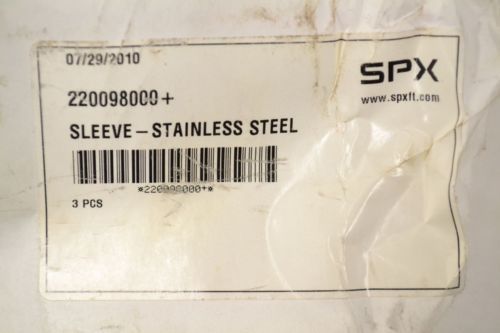 07/29/2010
SPX
220098000+
www.spxft.com
SLEEVE-STAINLESS STEEL
*220098000+*
3 PCS